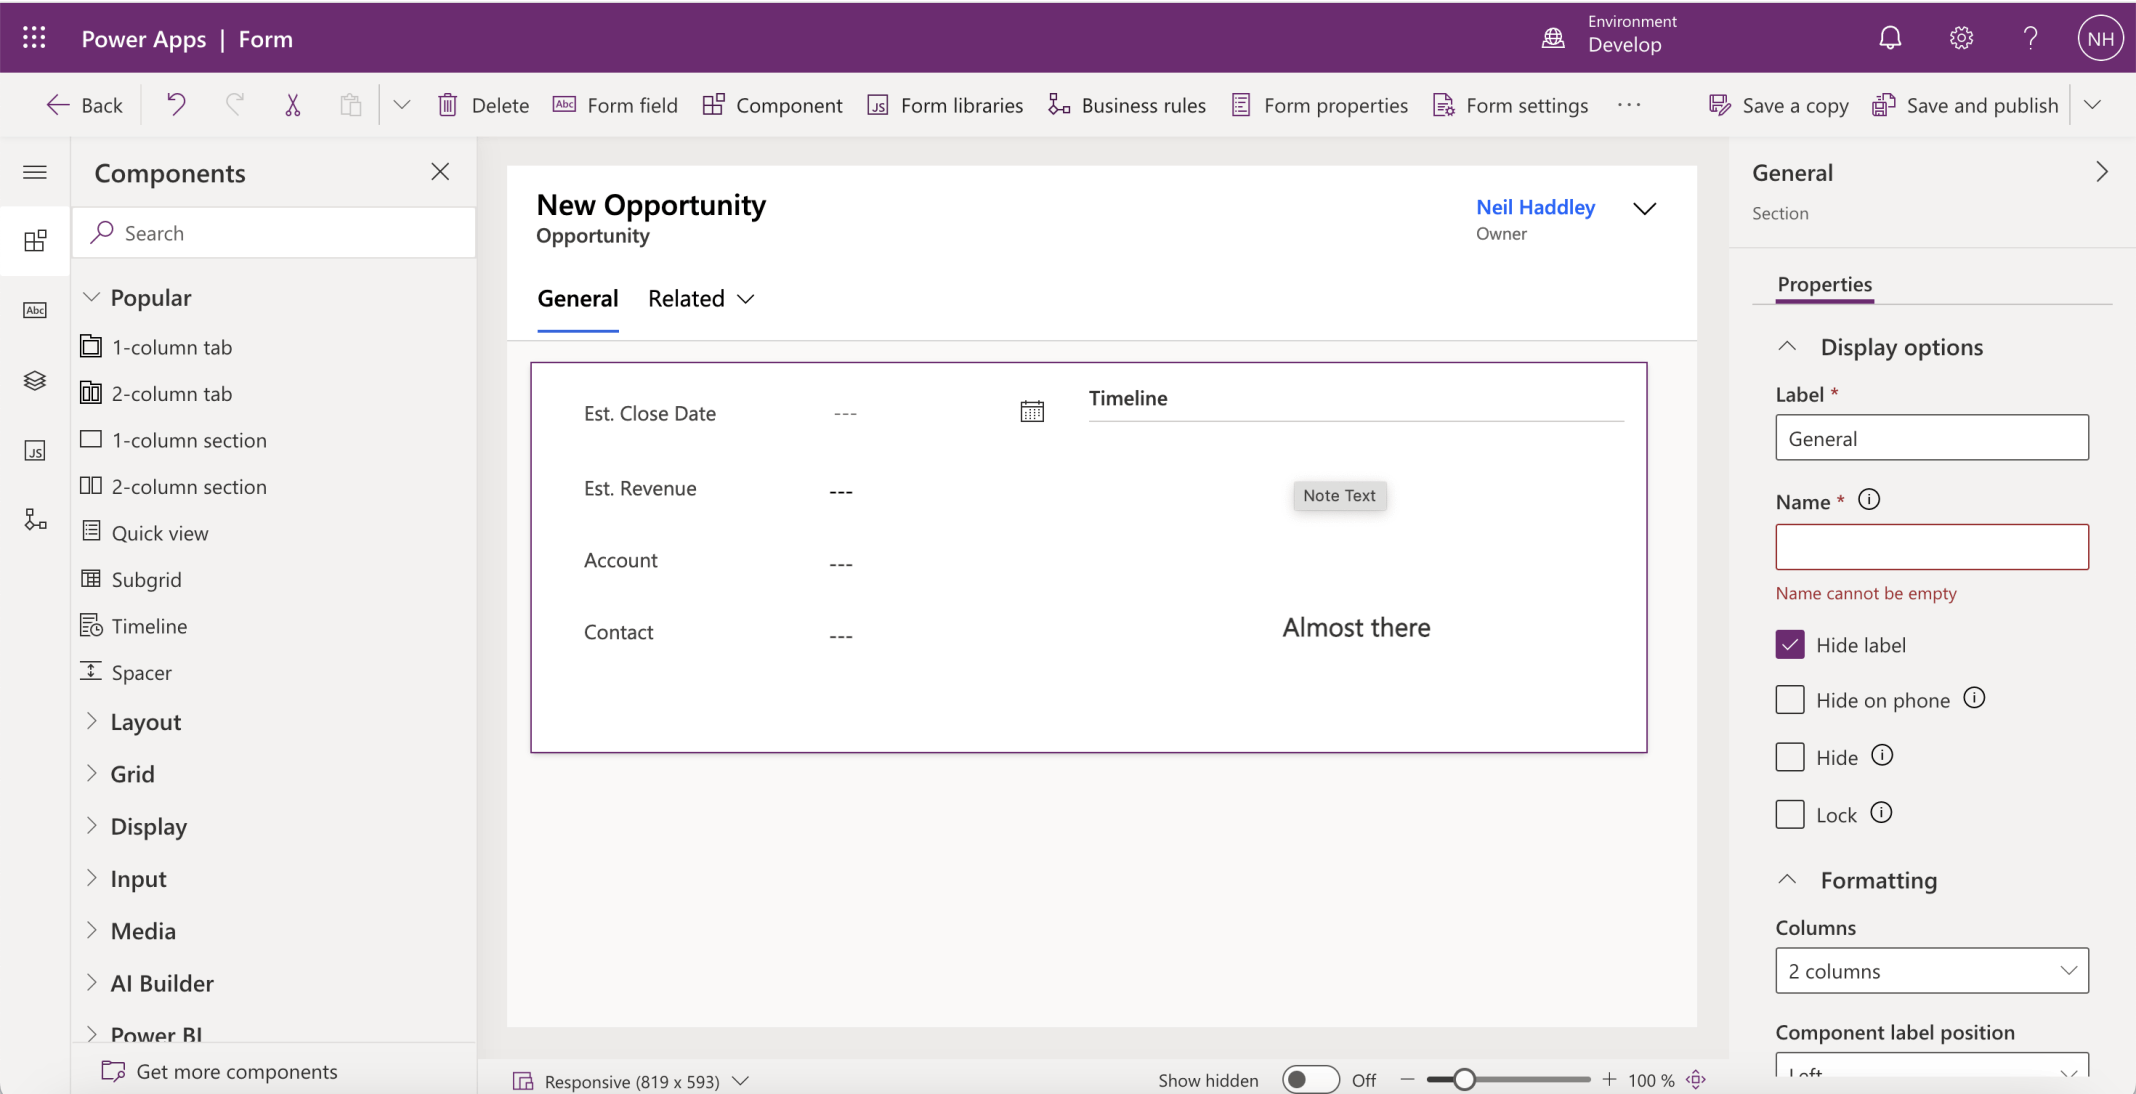 Power Apps | Form
Environment
Develop
NH
Back
Delete
Abc Form field
Component
JS Form libraries
Business rules
Form properties
Form settings
Save a copy
Save and publish
Components
Search
Abc
JS
Popular
1-column tab
2-column tab
1-column section
2-column section
Quick view
Subgrid
Timeline
Spacer
Layout
Grid
Display
Input
Media
AI Builder
Power BI
Get more components
New Opportunity
Opportunity
Neil Haddley
Owner
General
Related
Est. Close Date ---
Est. Revenue ---
Account ---
Contact ---
Timeline
Note Text
Almost there
Responsive (819 x 593)
Show hidden
Off
100 %
General
Section
Properties
Display options
Label *
General
Name *
Name cannot be empty
Hide label
Hide on phone
Hide
Lock
Formatting
Columns
2 columns
Component label position
Left